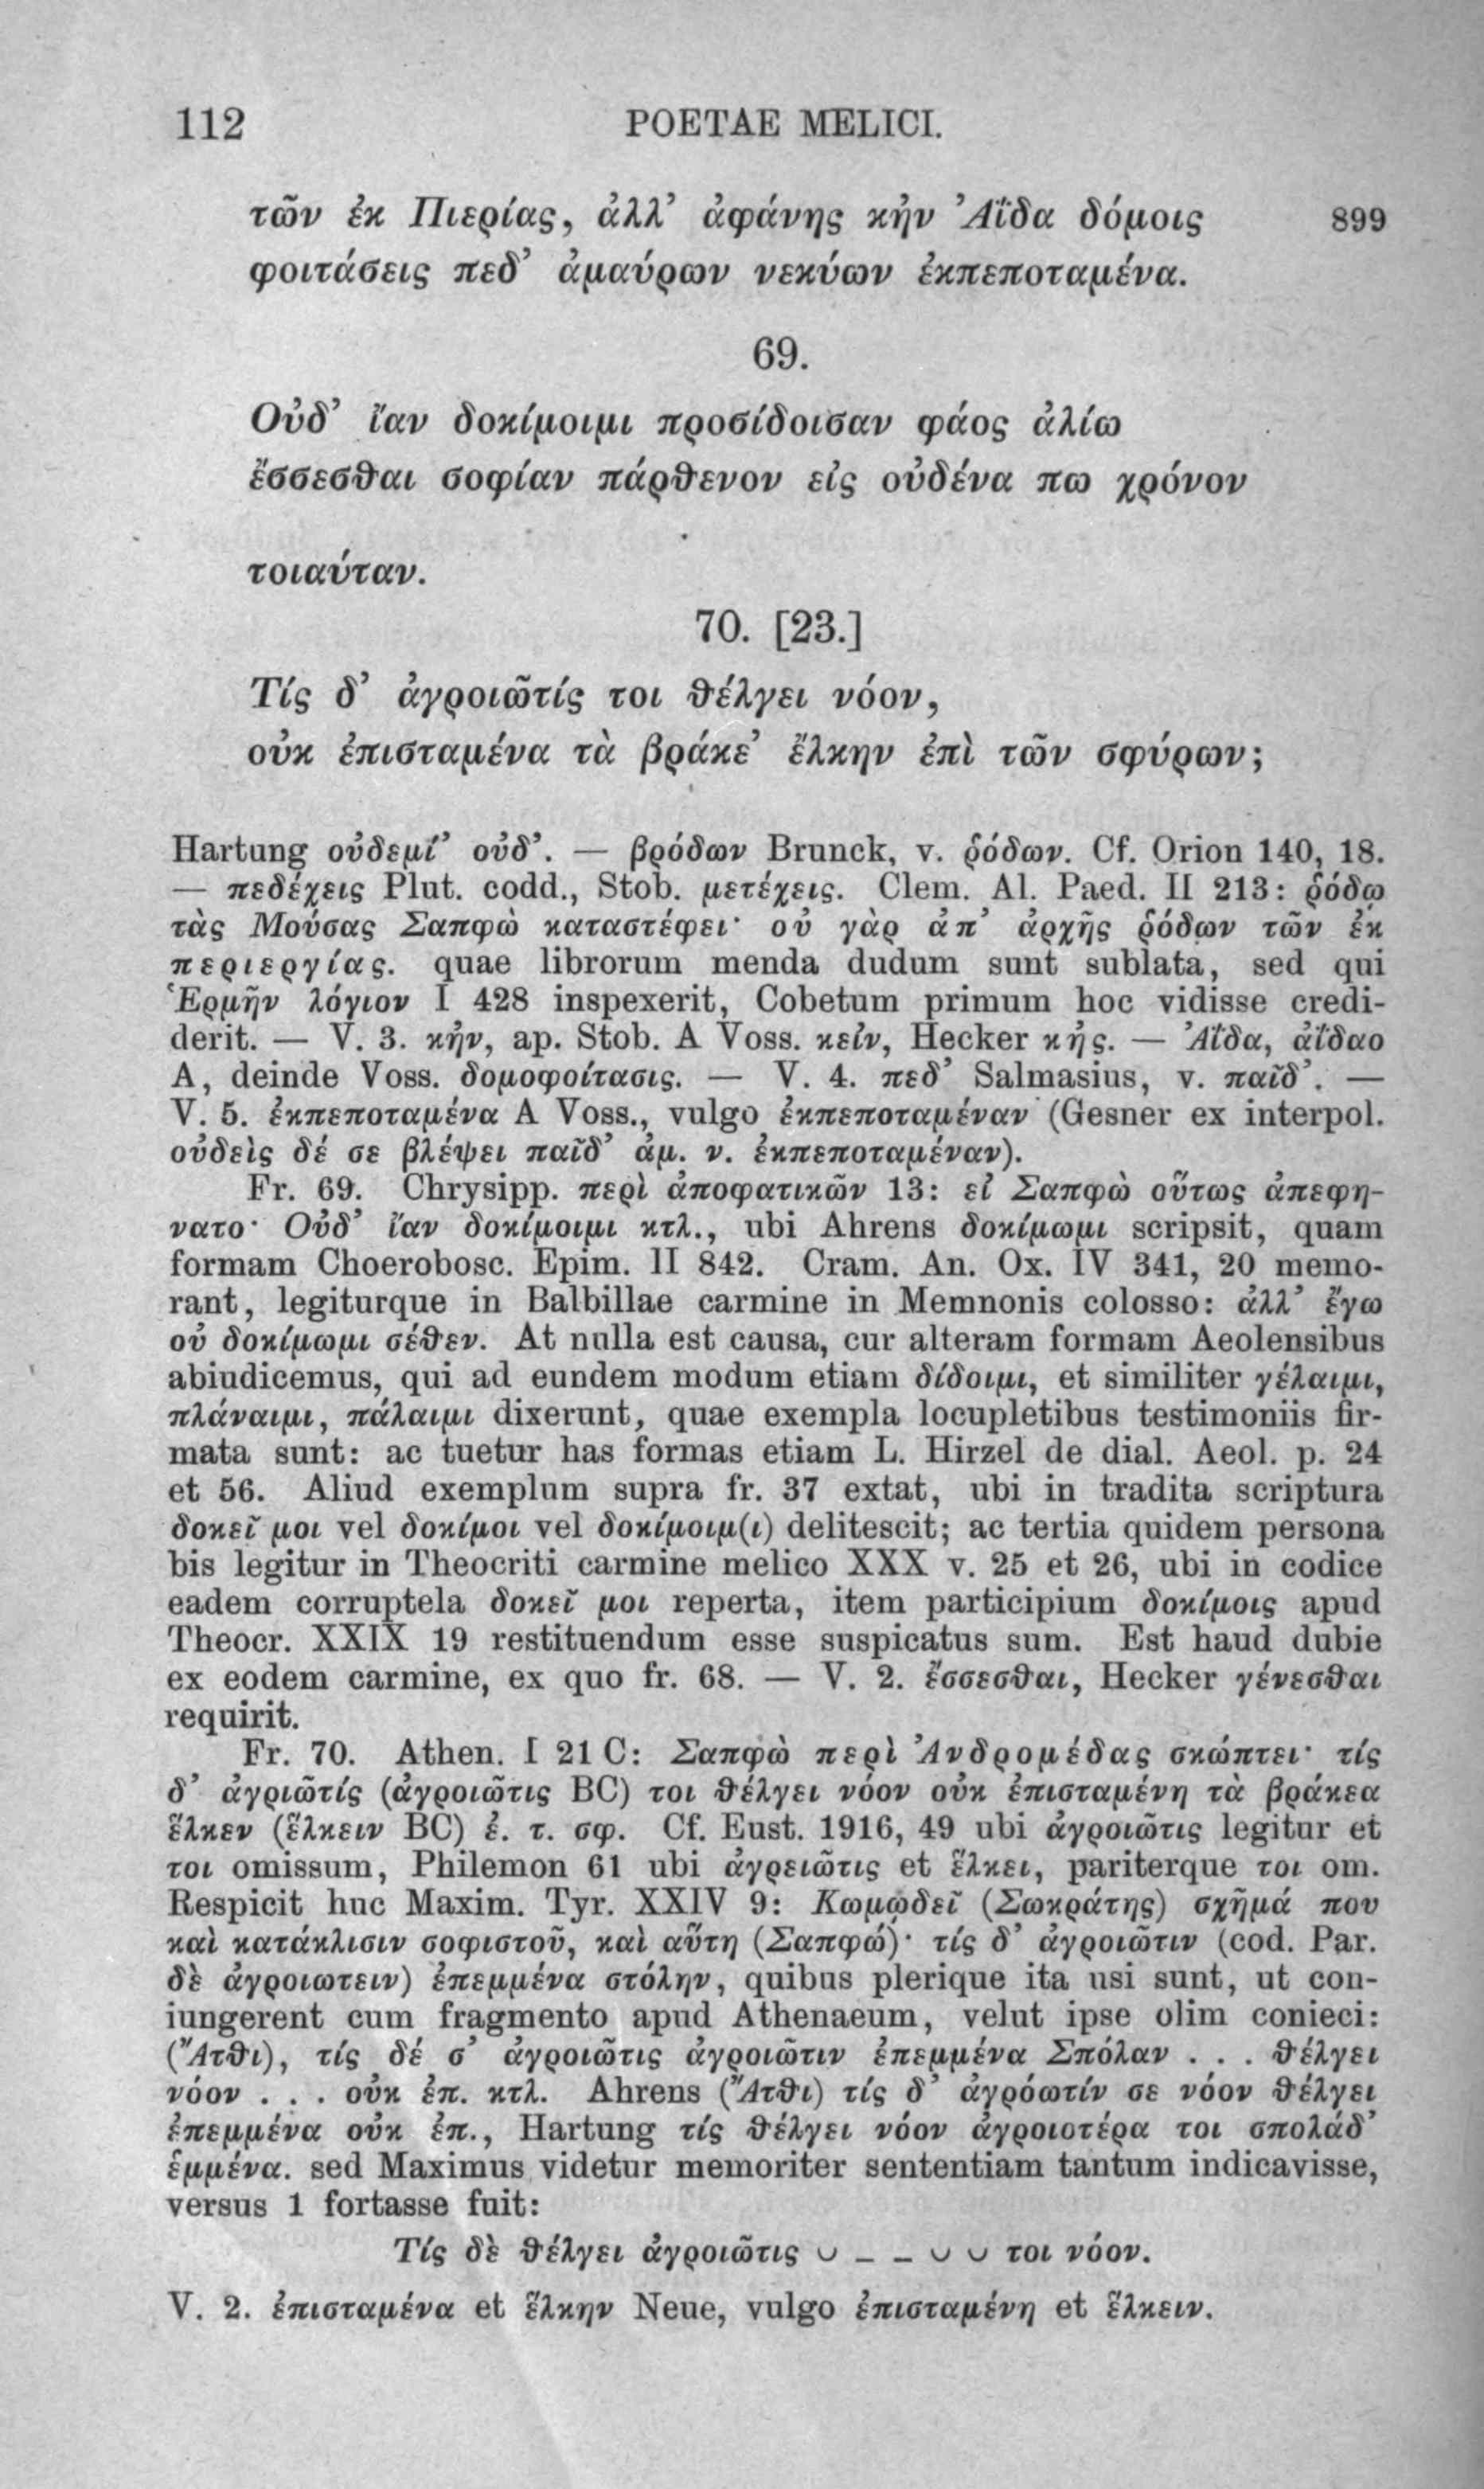 112 POETAE MELICI.
τῶν ἐκ Πιερίας, ἀλλ’ ἀφάνης κἠν Ἀΐδα δόμοις 899
φοιτάσεις πεδ’ ἀμαύρων νεκύων ἐκπεποταμένα.
69.
Οὐδ’ ἴαν δοκίμοιμι προσίδοισαν φάος ἀλίω
ἔσσεσθαι σοφίαν πάρθενον εἰς οὐδένα πω χρόνον
τοιαύταν.
70. [23.]
Τίς δ’ ἀγροιῶτίς τοι θέλγει νόον,
οὐκ ἐπισταμένα τὰ βράκε’ ἔλκην ἐπὶ τῶν σφύρων;
Hartung οὐδεμί’ οὐδ’. — βρόδων Brunck, v. ῥόδων. Cf. Orion 140, 18.
— πεδέχεις Plut. codd., Stob. μετέχεις. Clem. Al. Paed. II 213: ῥόδῳ
τὰς Μούσας Σαπφὼ καταστέφει· οὐ γὰρ ἀπ’ ἀρχῆς ῥόδων τῶν ἐκ
περιεργίας. quae librorum menda dudum sunt sublata, sed qui
Ἑρμῆν λόγιον I 428 inspexerit, Cobetum primum hoc vidisse credi-
derit. — V. 3. κἠν, ap. Stob. A Voss. κεἰν, Hecker κἠς. — Ἀΐδα, ἀΐδαο
A, deinde Voss. δομοφοίτασις. — V. 4. πεδ’ Salmasius, v. παῖδ’. —
V. 5. ἐκπεποταμένα A Voss., vulgo ἐκπεποταμέναν (Gesner ex interpol.
οὐδεὶς δέ σε βλέψει παῖδ’ ἀμ. ν. ἐκπεποταμέναν).
Fr. 69. Chrysipp. περὶ ἀποφατικῶν 13: εἰ Σαπφὼ οὕτως ἀπεφη-
νατο· Οὐδ’ ἴαν δοκίμοιμι κτλ., ubi Ahrens δοκίμωμι scripsit, quam
formam Choerobosc. Epim. II 842. Cram. An. Ox. IV 341, 20 memo-
rant, legiturque in Balbillae carmine in Memnonis colosso: ἀλλ’ ἔγω
οὐ δοκίμωμι σέθεν. At nulla est causa, cur alteram formam Aeolensibus
abiudicemus, qui ad eundem modum etiam δίδοιμι, et similiter γέλαιμι,
πλάναιμι, πάλαιμι dixerunt, quae exempla locupletibus testimoniis fir-
mata sunt: ac tuetur has formas etiam L. Hirzel de dial. Aeol. p. 24
et 56. Aliud exemplum supra fr. 37 extat, ubi in tradita scriptura
δοκεῖ μοι vel δοκίμοι vel δοκίμοιμ(ι) delitescit; ac tertia quidem persona
bis legitur in Theocriti carmine melico XXX v. 25 et 26, ubi in codice
eadem corruptela δοκεῖ μοι reperta, item participium δοκίμοις apud
Theocr. XXIX 19 restituendum esse suspicatus sum. Est haud dubie
ex eodem carmine, ex quo fr. 68. — V. 2. ἔσσεσθαι, Hecker γένεσθαι
requirit.
Fr. 70. Athen. I 21 C: Σαπφὼ περὶ Ἀνδρομέδας σκώπτει· τίς
δ’ ἀγριῶτίς (ἀγροιῶτις BC) τοι θέλγει νόον οὐκ ἐπισταμένη τὰ βράκεα
ἕλκεν (ἕλκειν BC) ἐ. τ. σφ. Cf. Eust. 1916, 49 ubi ἀγροιῶτις legitur et
τοι omissum, Philemon 61 ubi ἀγρειῶτις et ἕλκει, pariterque τοι om.
Respicit huc Maxim. Tyr. XXIV 9: Κωμῳδεῖ (Σωκράτης) σχῆμά που
καὶ κατάκλισιν σοφιστοῦ, καὶ αὕτη (Σαπφώ)· τίς δ’ ἀγροιῶτιν (cod. Par.
δὲ ἀγροιωτειν) ἐπεμμένα στόλην, quibus plerique ita usi sunt, ut con-
iungerent cum fragmento apud Athenaeum, velut ipse olim conieci:
(Ἄτθι), τίς δέ σ’ ἀγροιῶτις ἀγροιῶτιν ἐπεμμένα Σπόλαν . . . θέλγει
νόον . . . οὐκ ἐπ. κτλ. Ahrens (Ἄτθι) τίς δ’ ἀγρόωτίν σε νόον θέλγει
ἐπεμμένα οὐκ ἐπ., Hartung τίς θέλγει νόον ἀγροιοτέρα τοι σπολάδ’
ἑμμένα. sed Maximus videtur memoriter sententiam tantum indicavisse,
versus 1 fortasse fuit:
Τίς δὲ θέλγει ἀγροιῶτις ∪ – – ∪ ∪ τοι νόον.
V. 2. ἐπισταμένα et ἕλκην Neue, vulgo ἐπισταμένη et ἕλκειν.